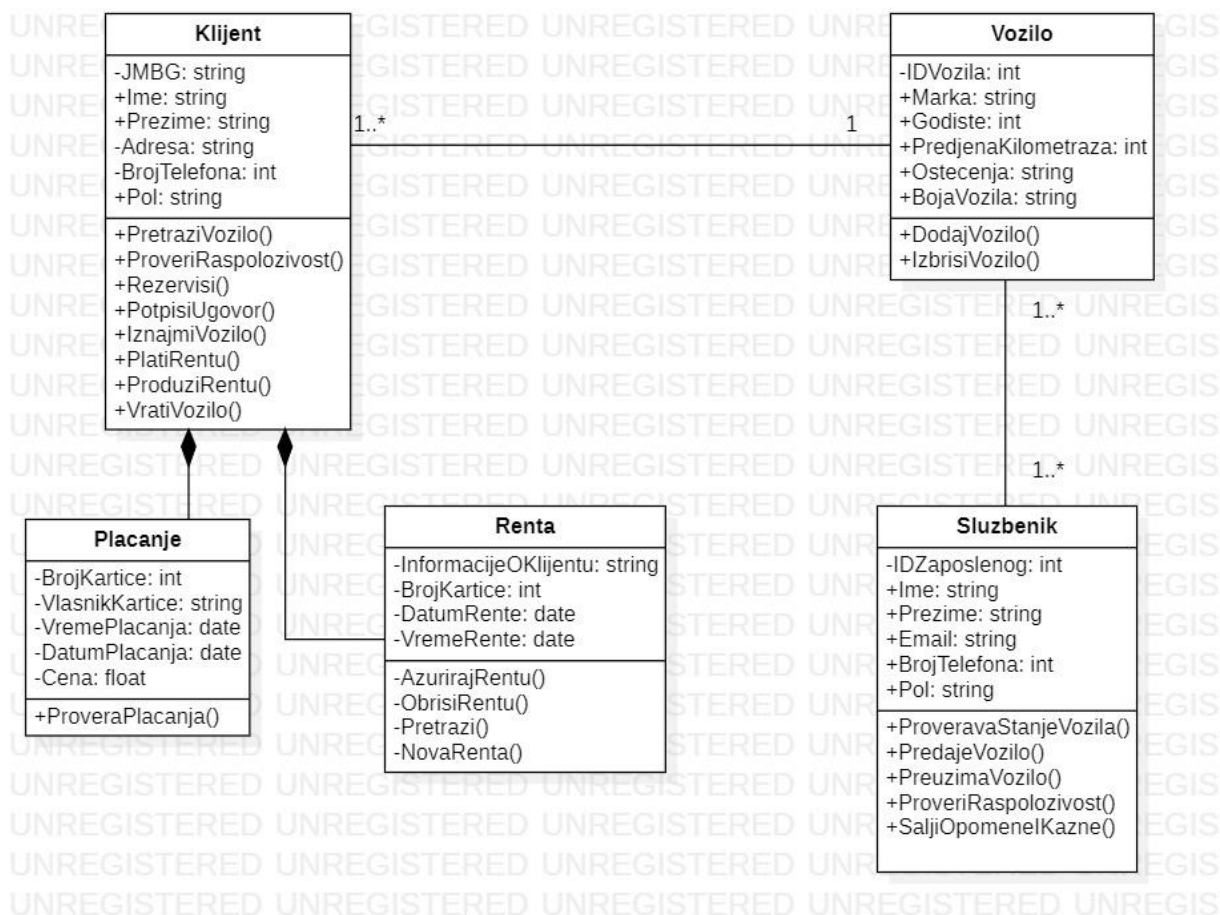 Klijent
-JMBG: string
+Ime: string
+Prezime: string
-Adresa: string
-BrojTelefona: int
+Pol: string
+PretraziVozilo()
+ProveriRaspolozivost()
+Rezervisi()
+PotpisiUgovor()
+IznajmiVozilo()
+PlatiRentu()
+ProduziRentu()
+VratiVozilo()
1..*
1
Vozilo
-IDVozila: int
+Marka: string
+Godiste: int
+PredjenaKilometraza: int
+Ostecenja: string
+BojaVozila: string
+DodajVozilo()
+IzbrisiVozilo()
1..*
1..*
Placanje
-BrojKartice: int
-VlasnikKartice: string
-VremePlacanja: date
-DatumPlacanja: date
-Cena: float
+ProveraPlacanja()
Renta
-InformacijeOKlijentu: string
-BrojKartice: int
-DatumRente: date
-VremeRente: date
-AzurirajRentu()
-ObrisiRentu()
-Pretrazi()
-NovaRenta()
Sluzbenik
-IDZaposlenog: int
+Ime: string
+Prezime: string
+Email: string
+BrojTelefona: int
+Pol: string
+ProveravaStanjeVozila()
+PredajeVozilo()
+PreuzimaVozilo()
+ProveriRaspolozivost()
+SaljiOpomeneIKazne()
UNREGISTERED